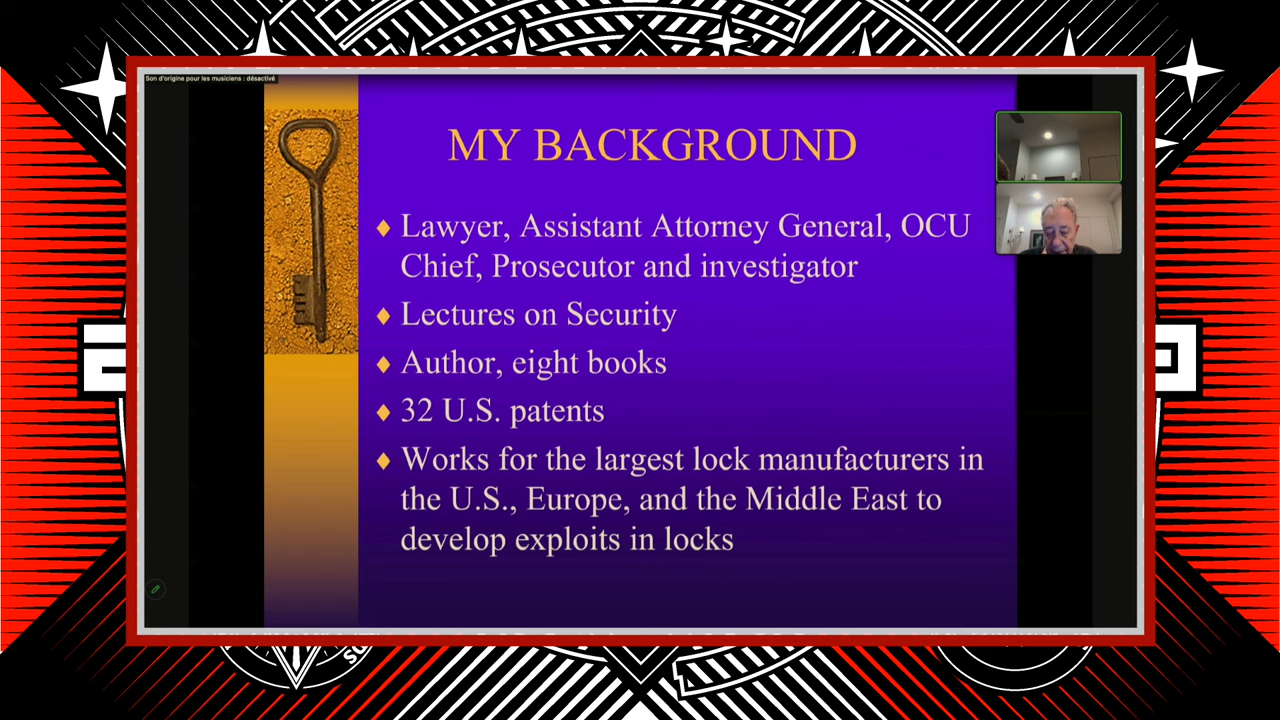 Son d'origine pour les musiciens : désactivé
MY BACKGROUND
Lawyer, Assistant Attorney General, OCU
Chief, Prosecutor and investigator
Lectures on Security
Author, eight books
32 U.S. patents
Works for the largest lock manufacturers in
the U.S., Europe, and the Middle East to
develop exploits in locks